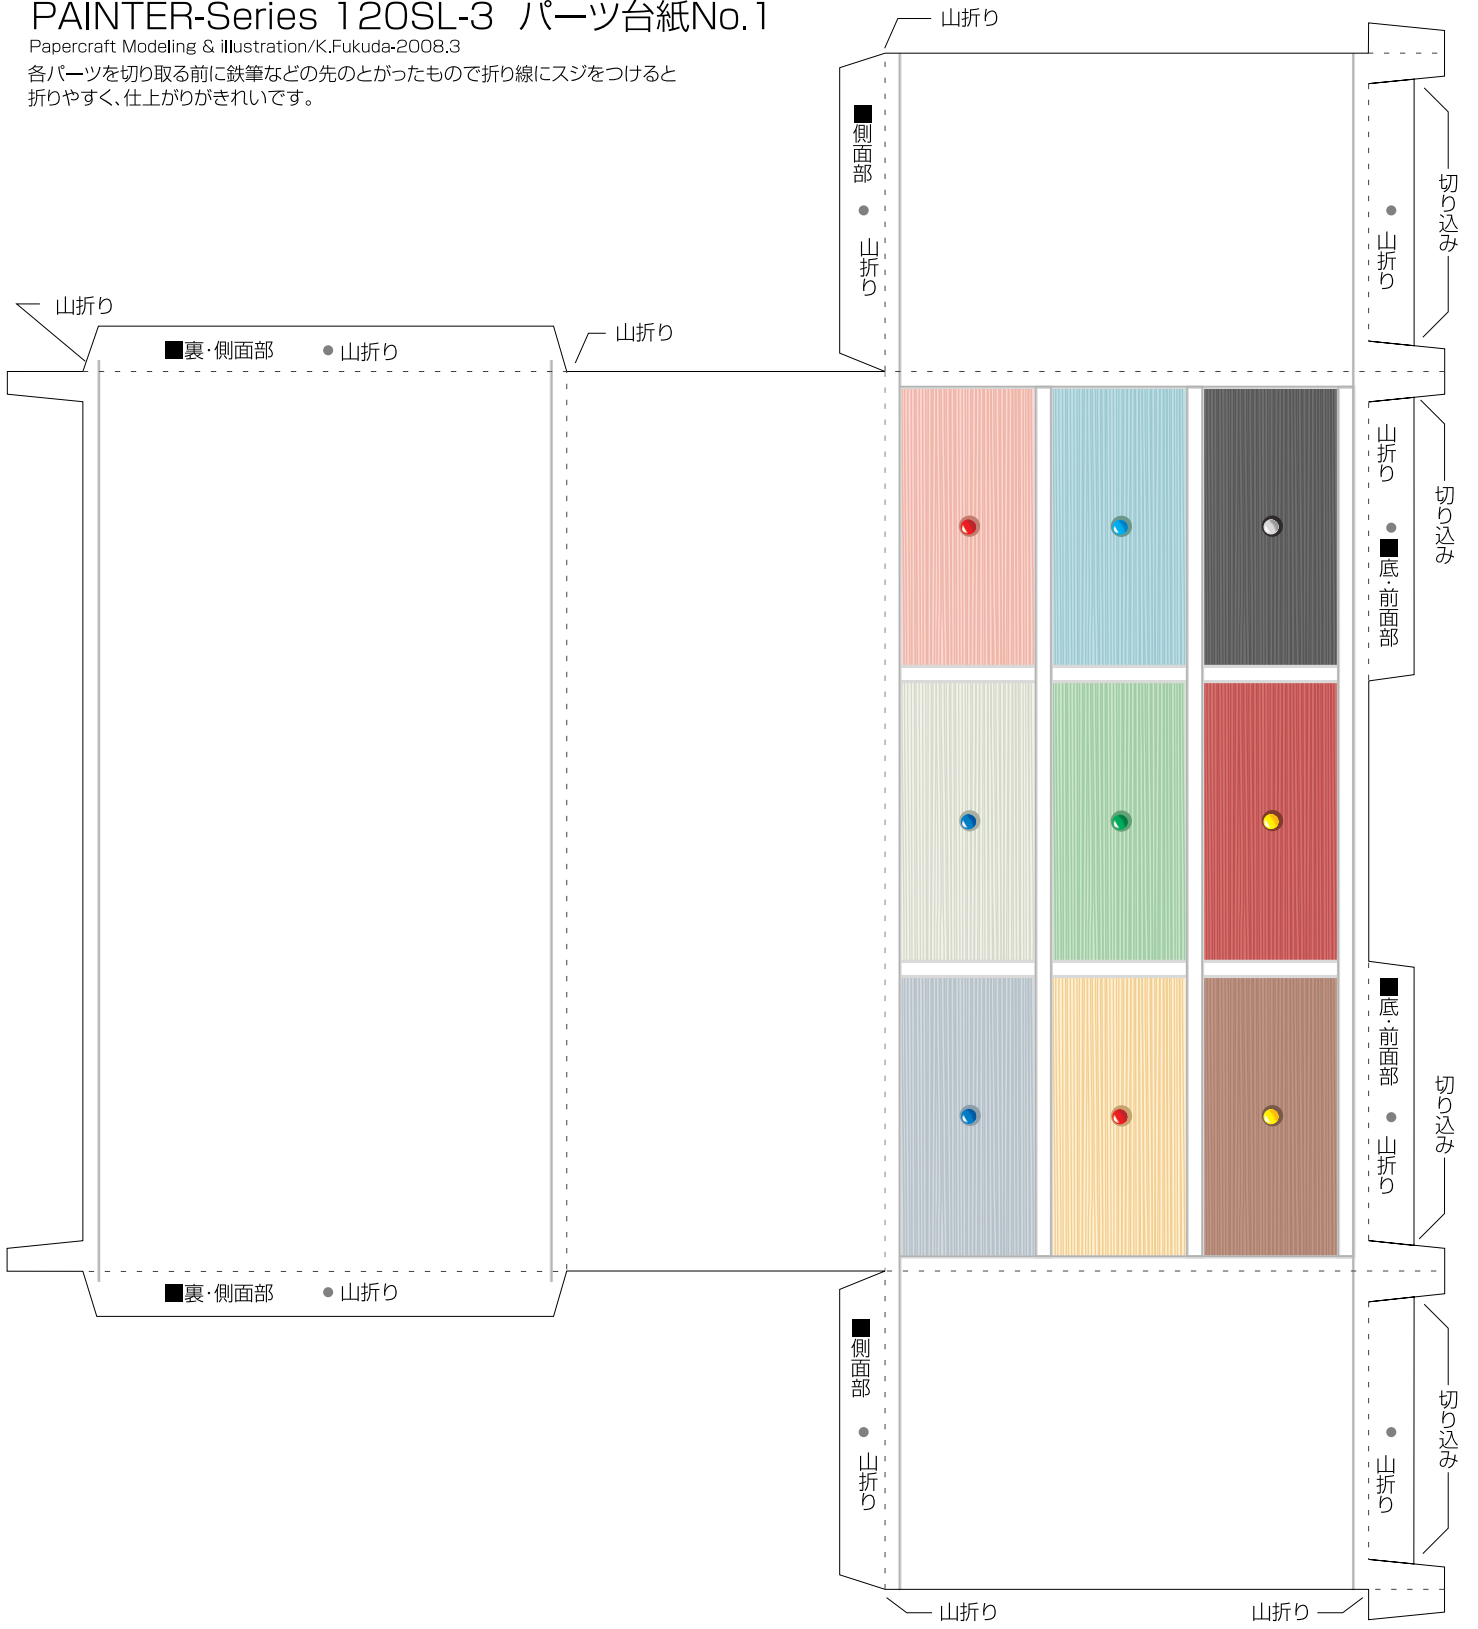 PAINTER-Series 120SL-3 パーツ台紙No.1
Papercraft Modeling & illustration/K.Fukuda-2008.3
各パーツを切り取る前に鉄筆などの先のとがったもので折り線にスジをつけると
折りやすく、仕上がりがきれいです。
山折り
■側面部 ● 山折り
● 山折り
切り込み
山折り
■裏・側面部 ● 山折り
山折り
山折り ● ■底・前面部
切り込み
■底・前面部 ● 山折り
切り込み
■裏・側面部 ● 山折り
■側面部 ● 山折り
● 山折り
切り込み
山折り
山折り